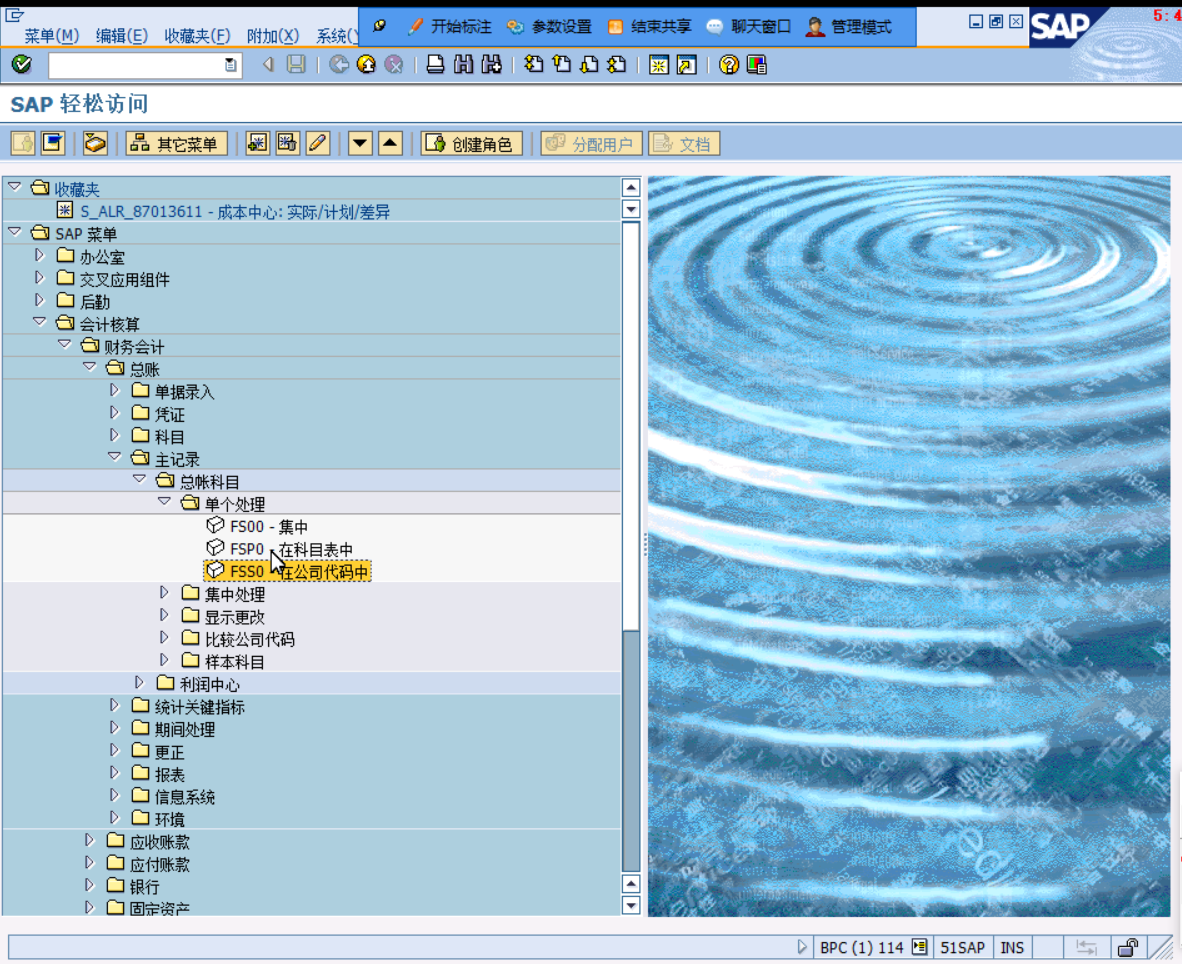 菜单(M) 编辑(E) 收藏夹(F) 附加(X) 系统( 开始标注 参数设置 结束共享 聊天窗口 管理模式 SAP 5:4
SAP 轻松访问
其它菜单 创建角色 分配用户 文档
收藏夹
S_ALR_87013611 - 成本中心: 实际/计划/差异
SAP 菜单
办公室
交叉应用组件
后勤
会计核算
财务会计
总账
单据录入
凭证
科目
主记录
总帐科目
单个处理
FS00 - 集中
FSP0 - 在科目表中
FSS0 - 在公司代码中
集中处理
显示更改
比较公司代码
样本科目
利润中心
统计关键指标
期间处理
更正
报表
信息系统
环境
应收账款
应付账款
银行
固定资产
BPC (1) 114 51SAP INS